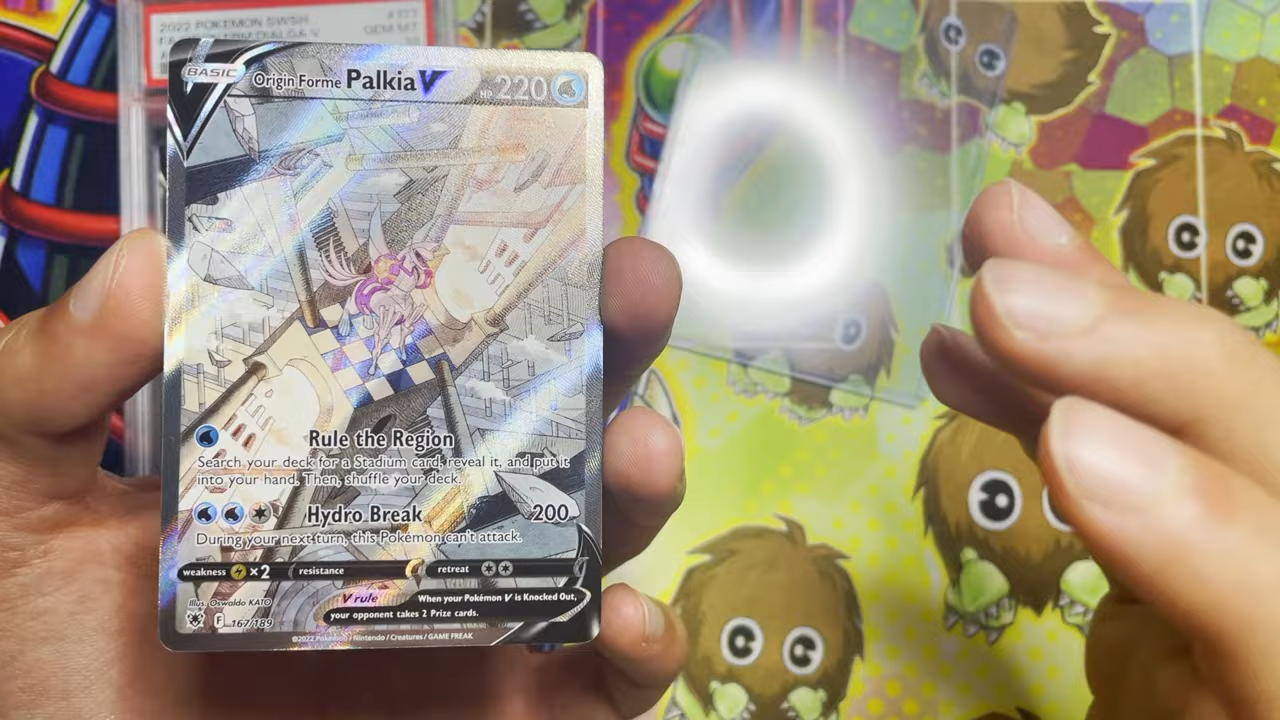 2022 POKEMON SWSH
GEM MT
BASIC
Origin Forme Palkia V
HP 220
Rule the Region
Search your deck for a Stadium card, reveal it, and put it
into your hand. Then, shuffle your deck.
Hydro Break 200
During your next turn, this Pokémon can't attack.
weakness ×2 resistance retreat
V rule
When your Pokémon V is Knocked Out,
your opponent takes 2 Prize cards.
Illus. Oswaldo KATO
F 167/189
©2022 Pokémon / Nintendo / Creatures / GAME FREAK